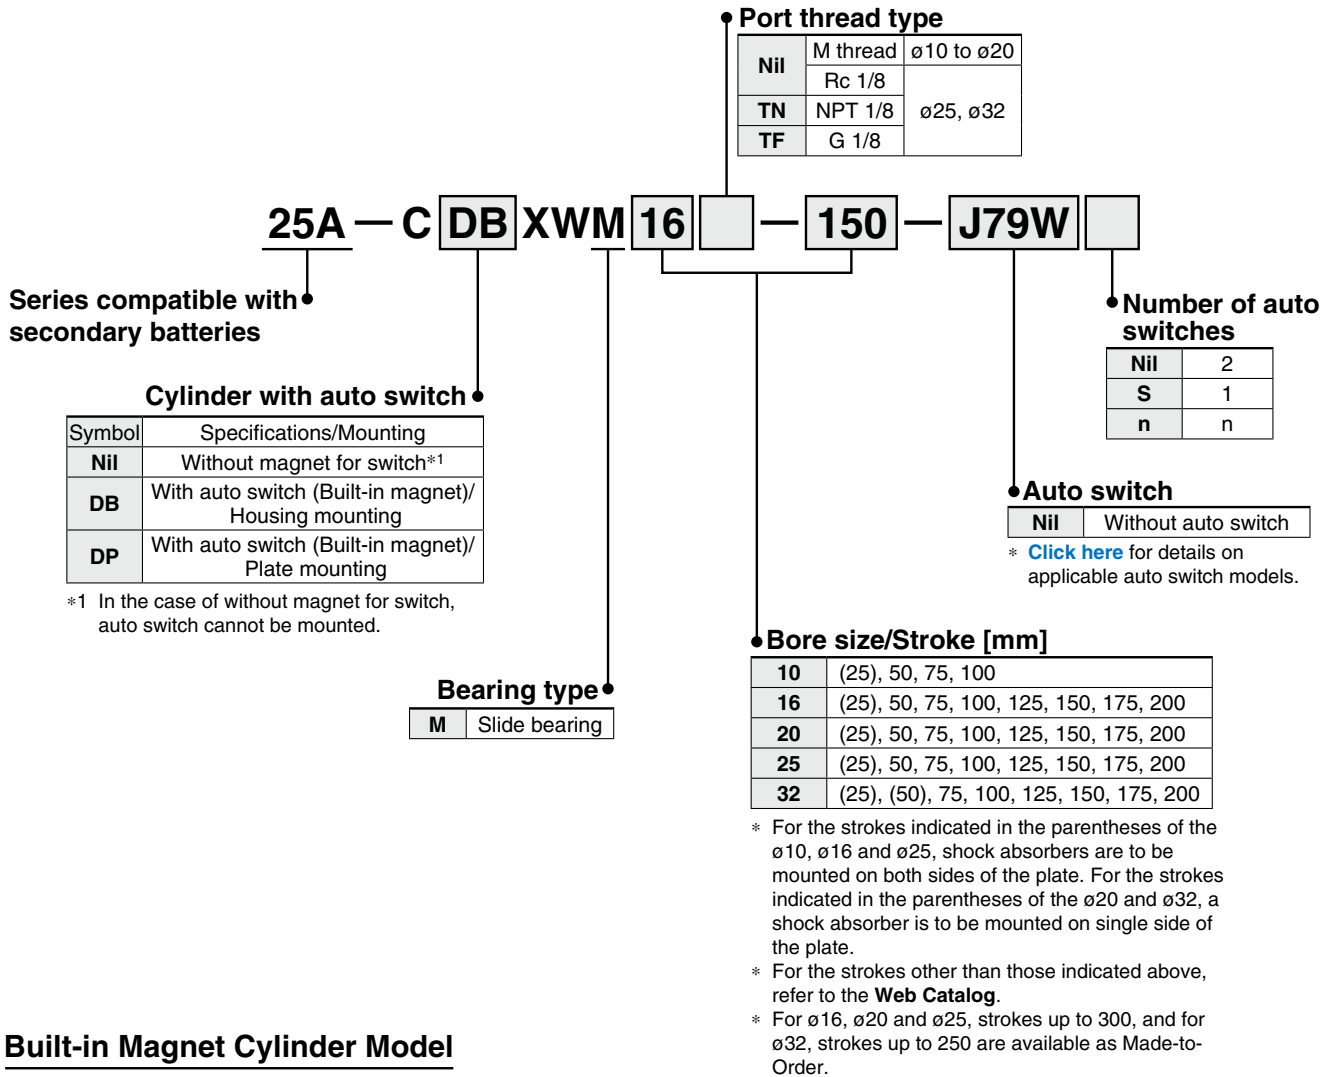 Port thread type
Nil M thread ø10 to ø20
Rc 1/8 ø25, ø32
TN NPT 1/8
TF G 1/8
25A — C DB XWM 16 — 150 — J79W
Series compatible with
secondary batteries
Number of auto
switches
Nil 2
S 1
n n
Cylinder with auto switch
Symbol Specifications/Mounting
Nil Without magnet for switch*1
DB With auto switch (Built-in magnet)/
Housing mounting
DP With auto switch (Built-in magnet)/
Plate mounting
*1 In the case of without magnet for switch,
auto switch cannot be mounted.
Auto switch
Nil Without auto switch
* Click here for details on
applicable auto switch models.
Bearing type
M Slide bearing
Bore size/Stroke [mm]
10 (25), 50, 75, 100
16 (25), 50, 75, 100, 125, 150, 175, 200
20 (25), 50, 75, 100, 125, 150, 175, 200
25 (25), 50, 75, 100, 125, 150, 175, 200
32 (25), (50), 75, 100, 125, 150, 175, 200
* For the strokes indicated in the parentheses of the
ø10, ø16 and ø25, shock absorbers are to be
mounted on both sides of the plate. For the strokes
indicated in the parentheses of the ø20 and ø32, a
shock absorber is to be mounted on single side of
the plate.
* For the strokes other than those indicated above,
refer to the Web Catalog.
* For ø16, ø20 and ø25, strokes up to 300, and for
ø32, strokes up to 250 are available as Made-to-
Order.
Built-in Magnet Cylinder Model